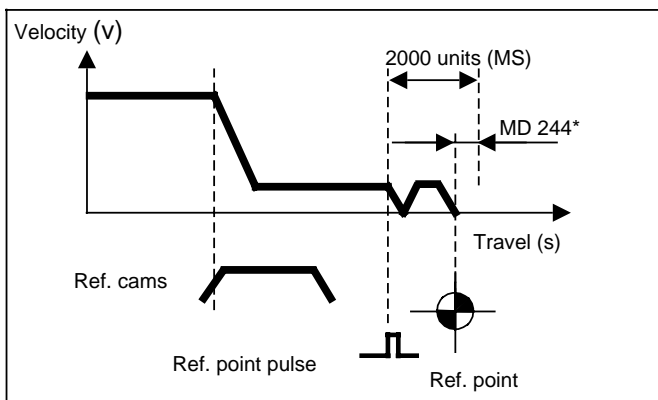 Velocity (v)
2000 units (MS)
MD 244*
Travel (s)
Ref. cams
Ref. point pulse
Ref. point